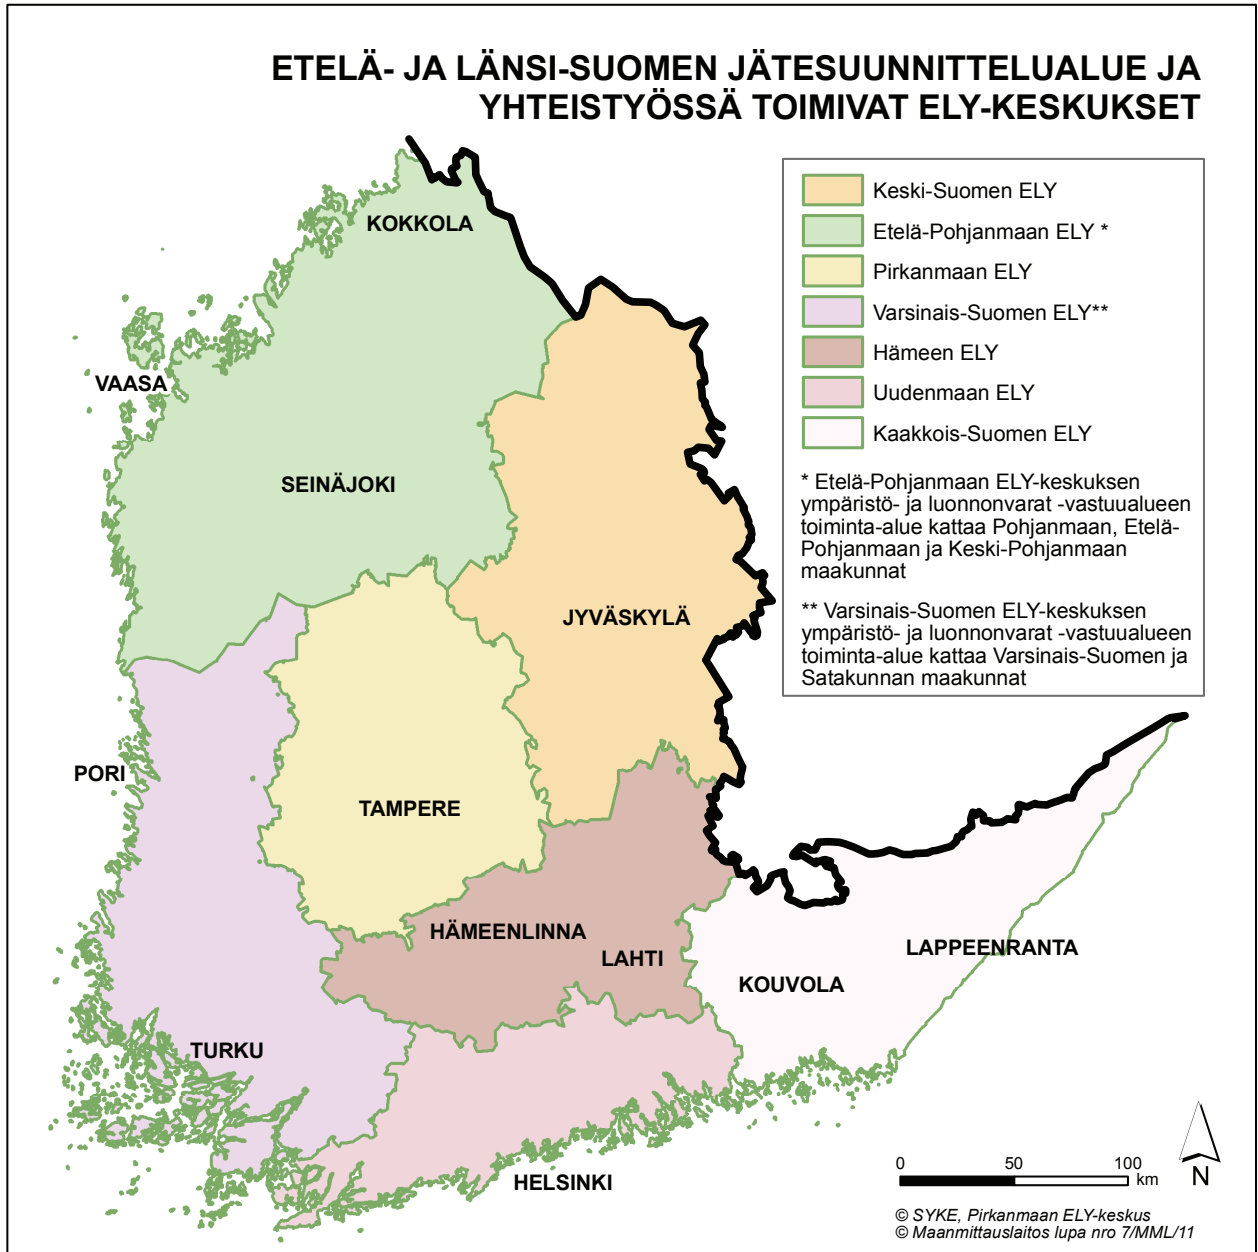 ETELÄ- JA LÄNSI-SUOMEN JÄTESUUNNITTELUALUE JA
YHTEISTYÖSSÄ TOIMIVAT ELY-KESKUKSET
Keski-Suomen ELY
Etelä-Pohjanmaan ELY *
Pirkanmaan ELY
Varsinais-Suomen ELY**
Hämeen ELY
Uudenmaan ELY
Kaakkois-Suomen ELY
* Etelä-Pohjanmaan ELY-keskuksen
ympäristö- ja luonnonvarat -vastuualueen
toiminta-alue kattaa Pohjanmaan, Etelä-
Pohjanmaan ja Keski-Pohjanmaan
maakunnat
** Varsinais-Suomen ELY-keskuksen
ympäristö- ja luonnonvarat -vastuualueen
toiminta-alue kattaa Varsinais-Suomen ja
Satakunnan maakunnat
KOKKOLA
VAASA
SEINÄJOKI
JYVÄSKYLÄ
PORI
TAMPERE
HÄMEENLINNA
LAHTI
LAPPEENRANTA
KOUVOLA
TURKU
HELSINKI
0 50 100
km
N
© SYKE, Pirkanmaan ELY-keskus
© Maanmittauslaitos lupa nro 7/MML/11